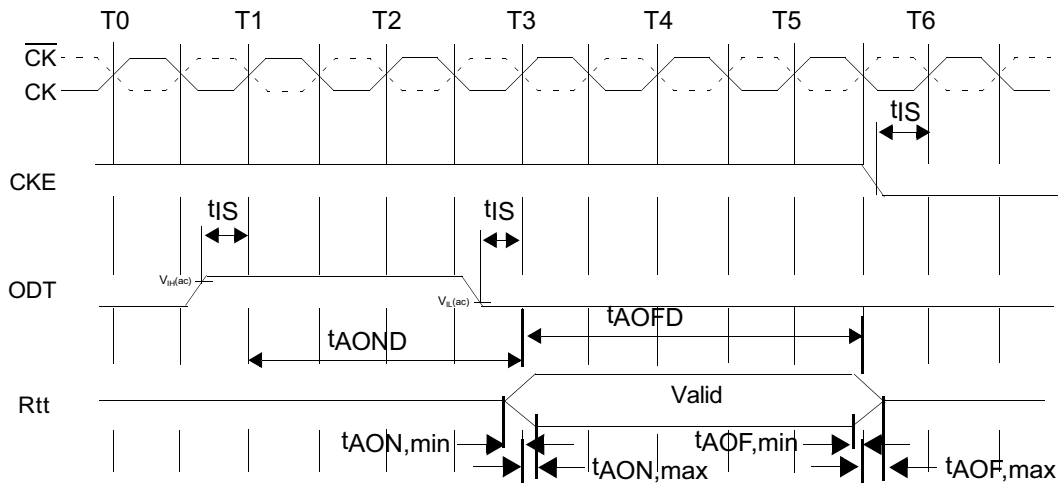 T0 T1 T2 T3 T4 T5 T6
CK
CK
tIS
CKE
tIS tIS
VIH(ac)
ODT
VIL(ac)
tAOND tAOFD
Rtt Valid
tAON,min tAOF,min
tAON,max tAOF,max